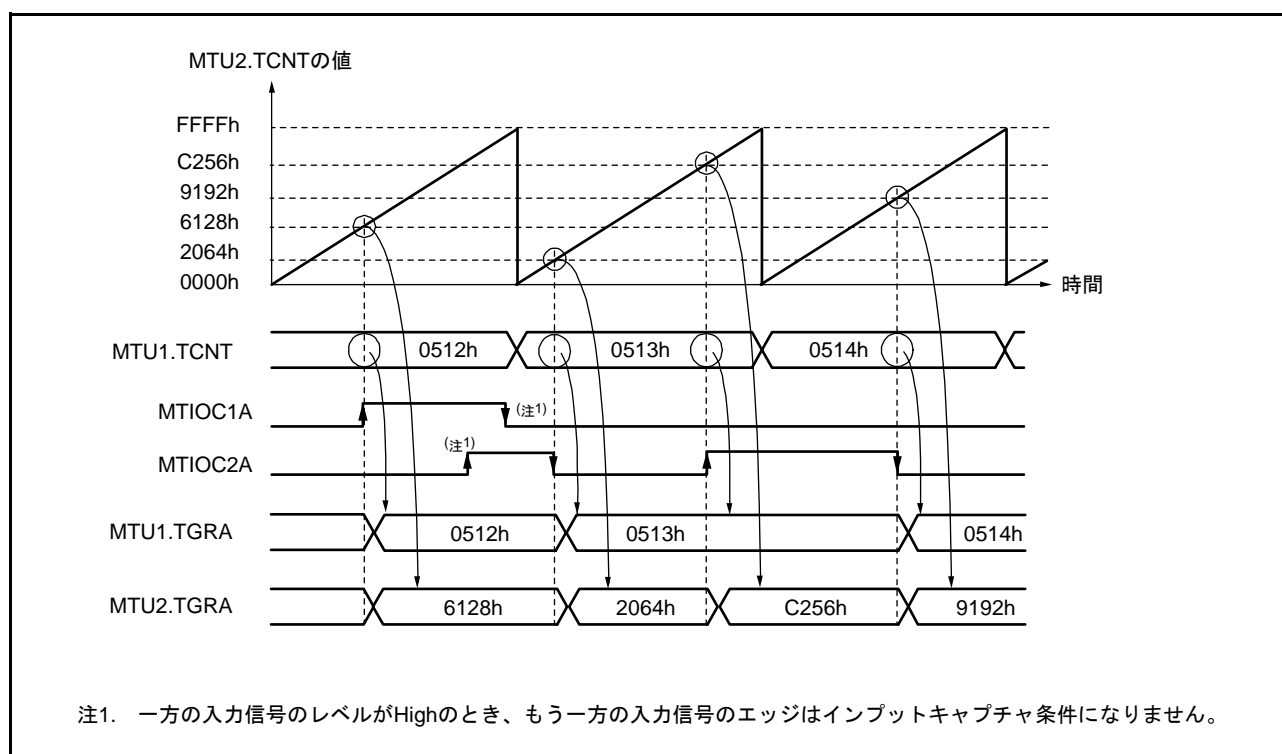 MTU2.TCNTの値
FFFFh
C256h
9192h
6128h
2064h
0000h
時間
MTU1.TCNT
0512h
0513h
0514h
MTIOC1A
(注1)
MTIOC2A
(注1)
MTU1.TGRA
0512h
0513h
0514h
MTU2.TGRA
6128h
2064h
C256h
9192h
注1. 一方の入力信号のレベルがHighのとき、もう一方の入力信号のエッジはインプットキャプチャ条件になりません。